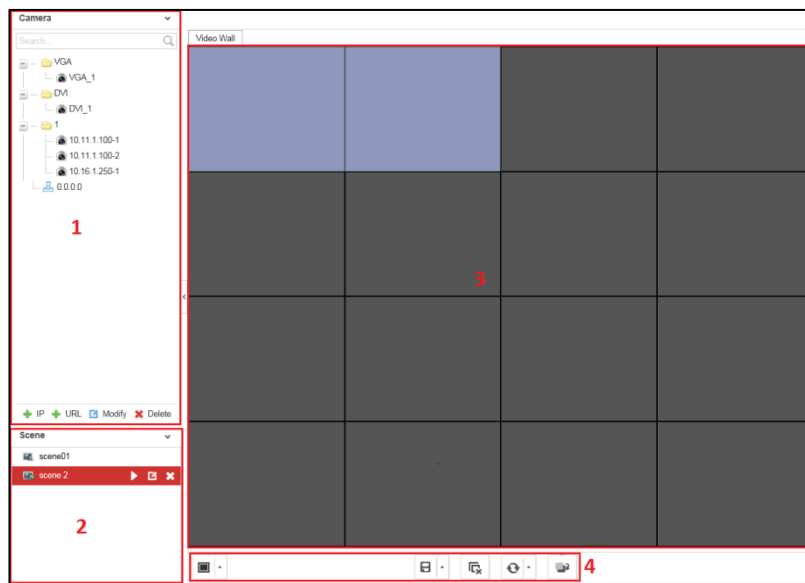 Camera
Search...
VGA
VGA_1
DVI
DVI_1
1
10.11.1.100-1
10.11.1.100-2
10.16.1.250-1
0.0.0.0
1
IP URL Modify Delete
Scene
scene01
scene 2
2
Video Wall
3
4